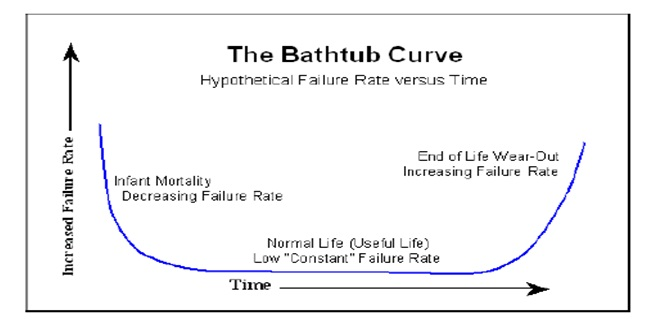 The Bathtub Curve
Hypothetical Failure Rate versus Time
Increased Failure Rate
End of Life Wear-Out
Increasing Failure Rate
Infant Mortality
Decreasing Failure Rate
Normal Life (Useful Life)
Low "Constant" Failure Rate
Time